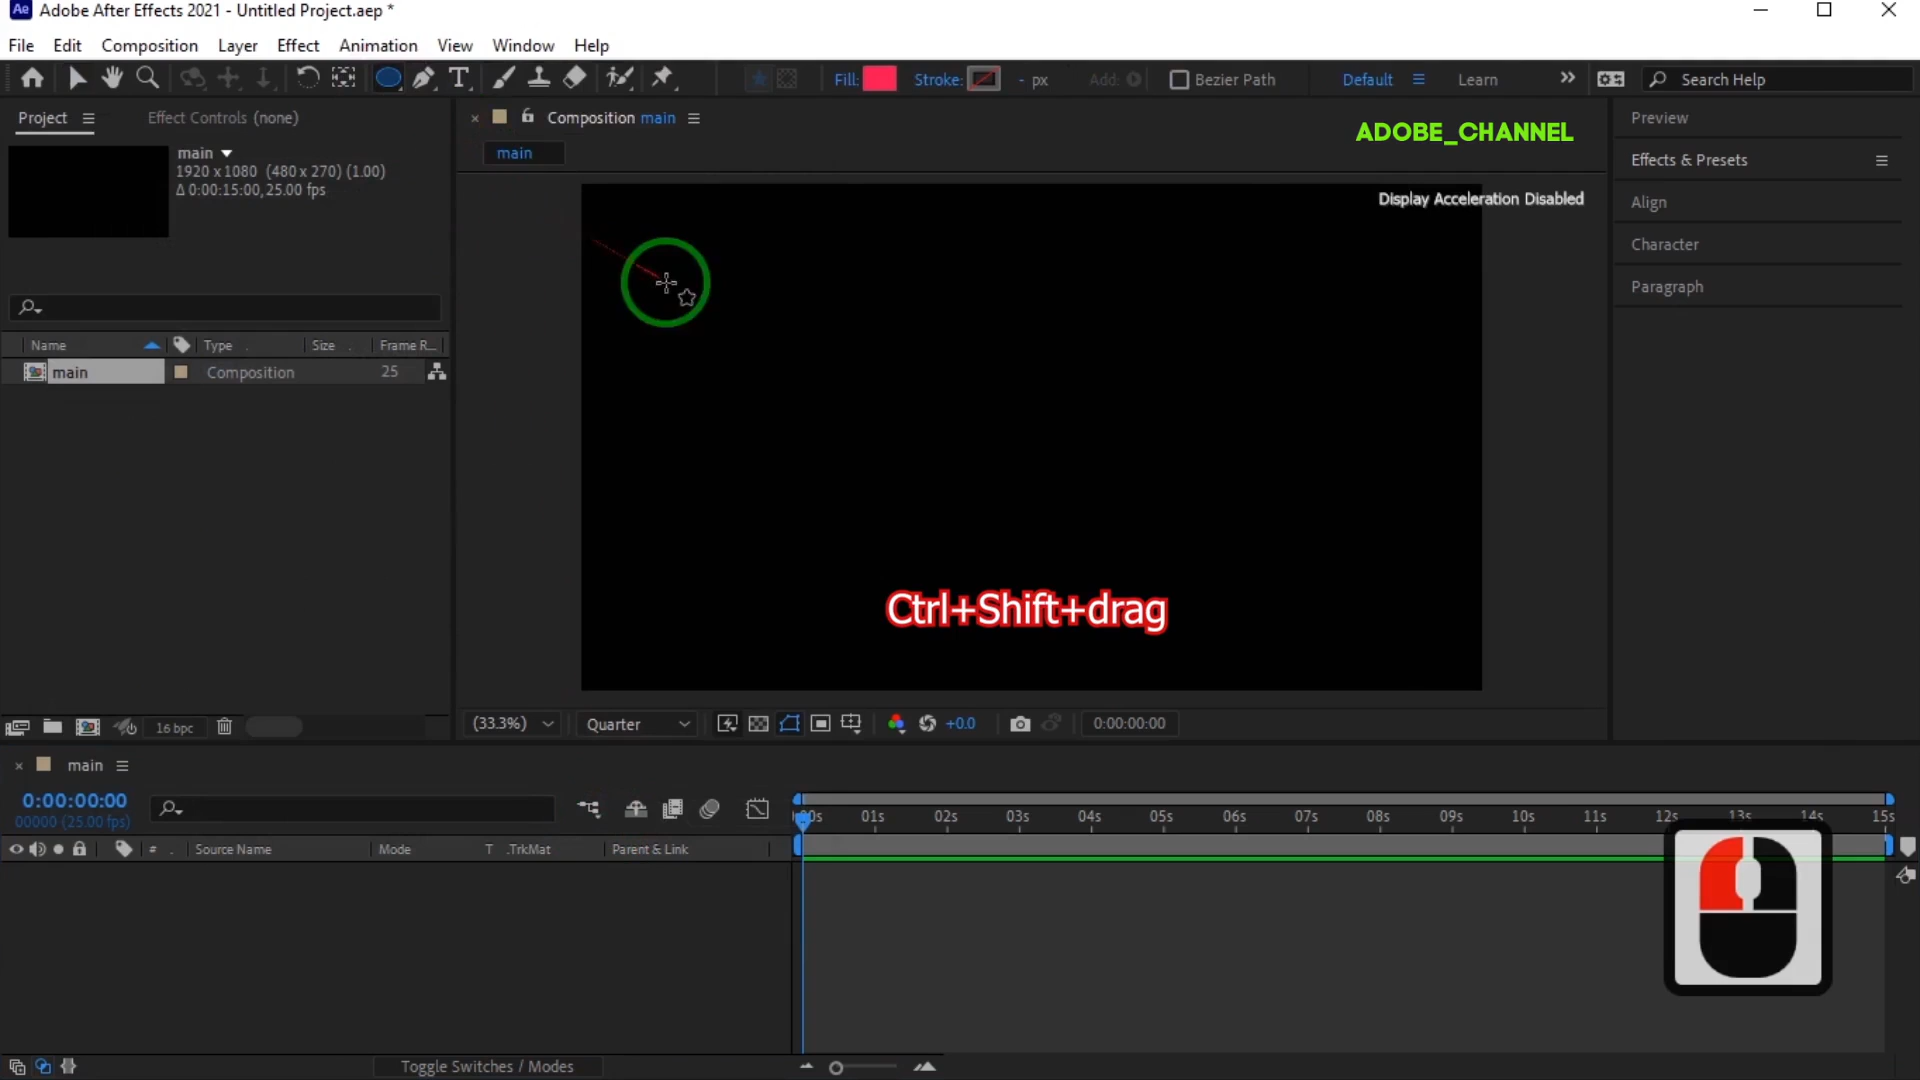 Adobe After Effects 2021 - Untitled Project.aep *
File Edit Composition Layer Effect Animation View Window Help
Fill: Stroke: - px Add: Bezier Path Default Learn Search Help
Project Effect Controls (none)
main
1920 x 1080 (480 x 270) (1.00)
Δ 0:00:15:00, 25.00 fps
Name Type Size Frame R...
main Composition 25
16 bpc
Composition main
main
ADOBE_CHANNEL
Display Acceleration Disabled
Ctrl+Shift+drag
(33.3%) Quarter +0.0 0:00:00:00
Preview
Effects & Presets
Align
Character
Paragraph
main
0:00:00:00
00000 (25.00 fps)
# Source Name Mode T .TrkMat Parent & Link
00s 01s 02s 03s 04s 05s 06s 07s 08s 09s 10s 11s 12s 13s 14s 15s
Toggle Switches / Modes